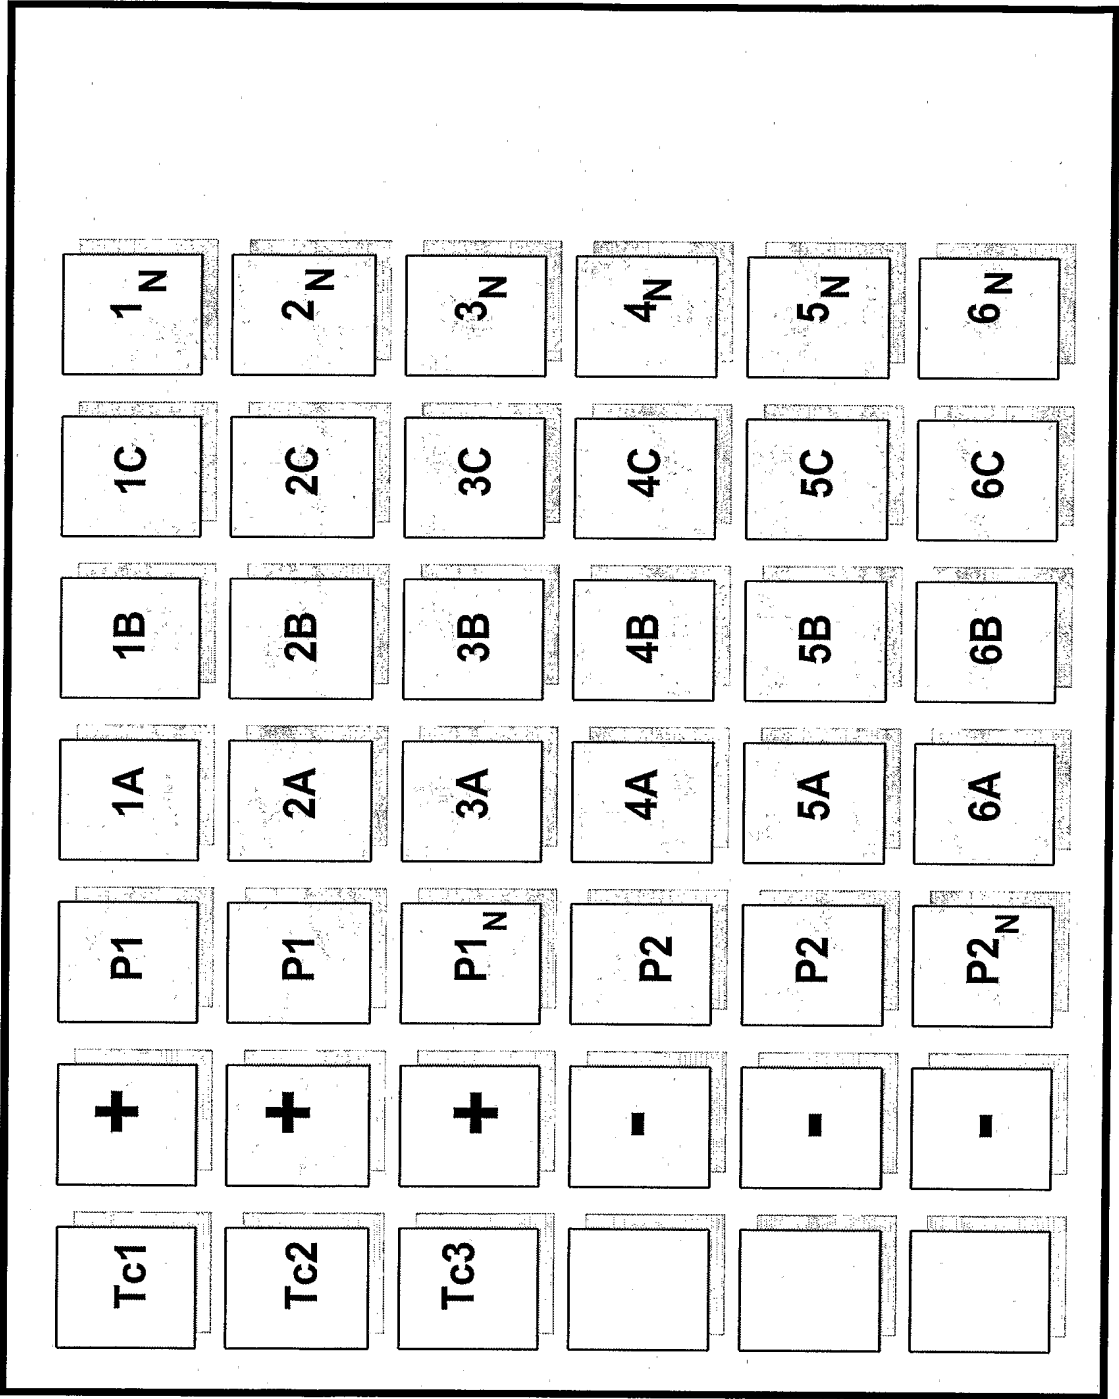 Tc1 + P1 1A 1B 1C 1N
Tc2 + P1 2A 2B 2C 2N
Tc3 + P1N 3A 3B 3C 3N
- P2 4A 4B 4C 4N
- P2 5A 5B 5C 5N
- P2N 6A 6B 6C 6N